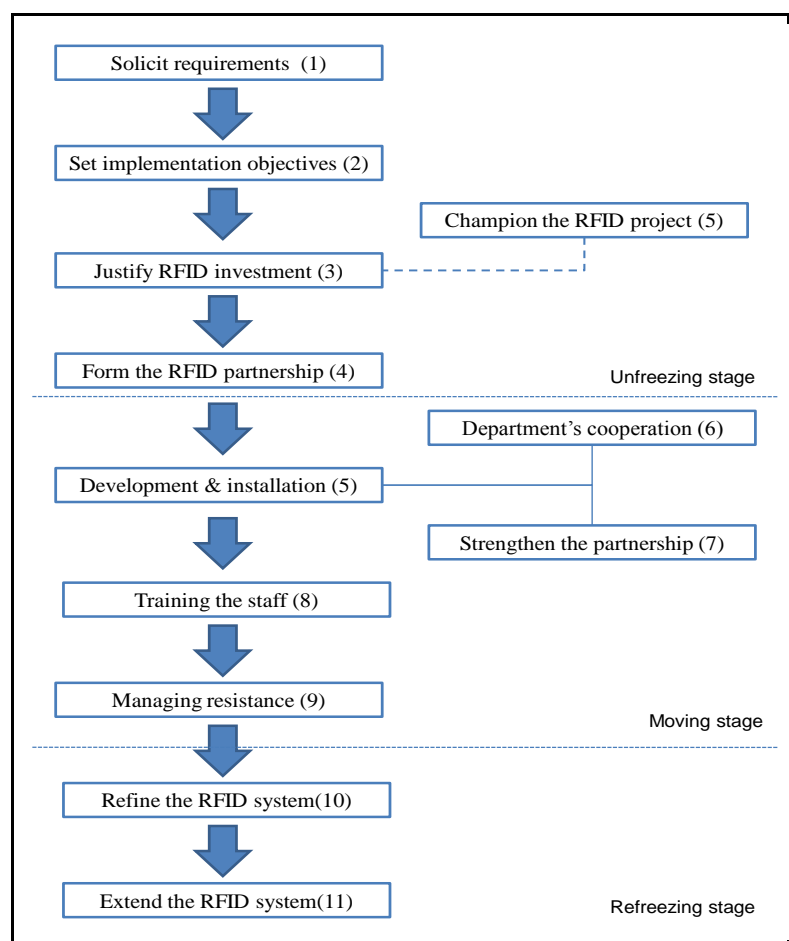 Solicit requirements (1)
Set implementation objectives (2)
Champion the RFID project (5)
Justify RFID investment (3)
Form the RFID partnership (4)
Unfreezing stage
Department's cooperation (6)
Development & installation (5)
Strengthen the partnership (7)
Training the staff (8)
Managing resistance (9)
Moving stage
Refine the RFID system(10)
Extend the RFID system(11)
Refreezing stage